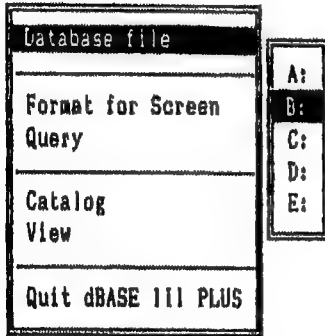 Database file
Format for Screen
Query
Catalog
View
Quit dBASE III PLUS
A:
B:
C:
D:
E: